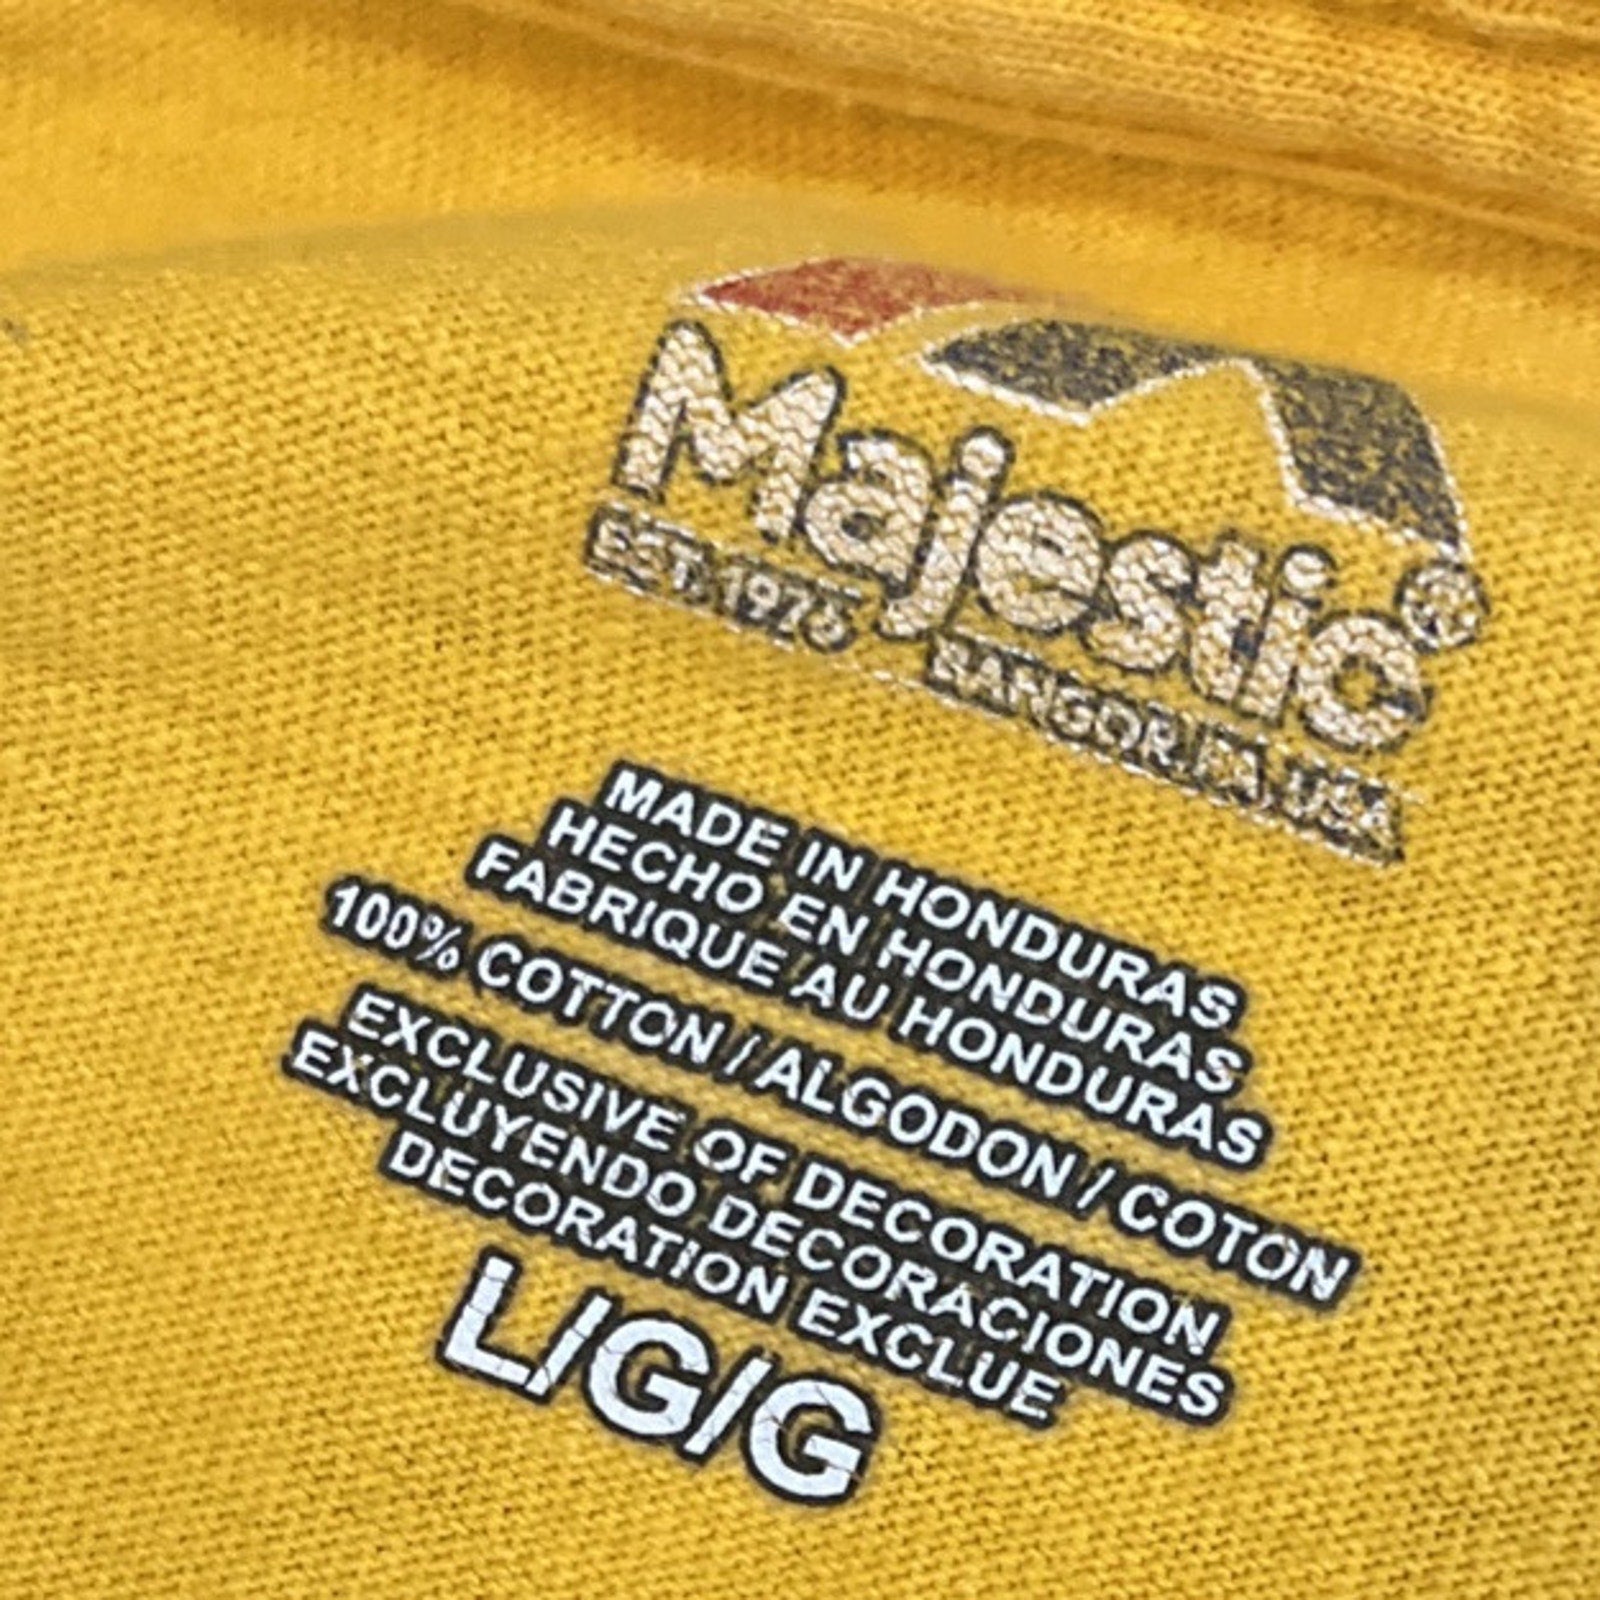 Majestic®
EST. 1976 BANGOR, PA USA
MADE IN HONDURAS
HECHO EN HONDURAS
FABRIQUE AU HONDURAS
100% COTTON / ALGODON / COTON
EXCLUSIVE OF DECORATION
EXCLUYENDO DECORACIONES
DECORATION EXCLUE
L/G/G